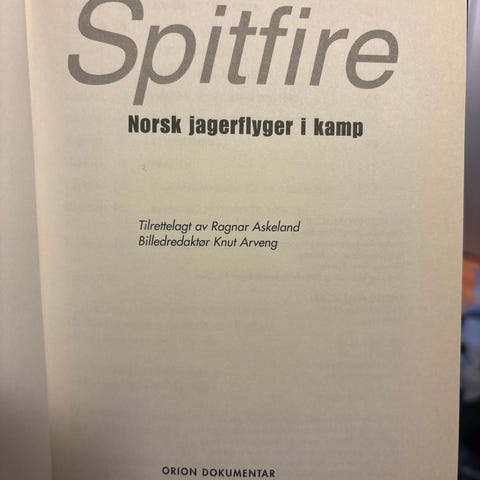 Spitfire
Norsk jagerflyger i kamp
Tilrettelagt av Ragnar Askeland
Billedredaktør Knut Arveng
ORION DOKUMENTAR